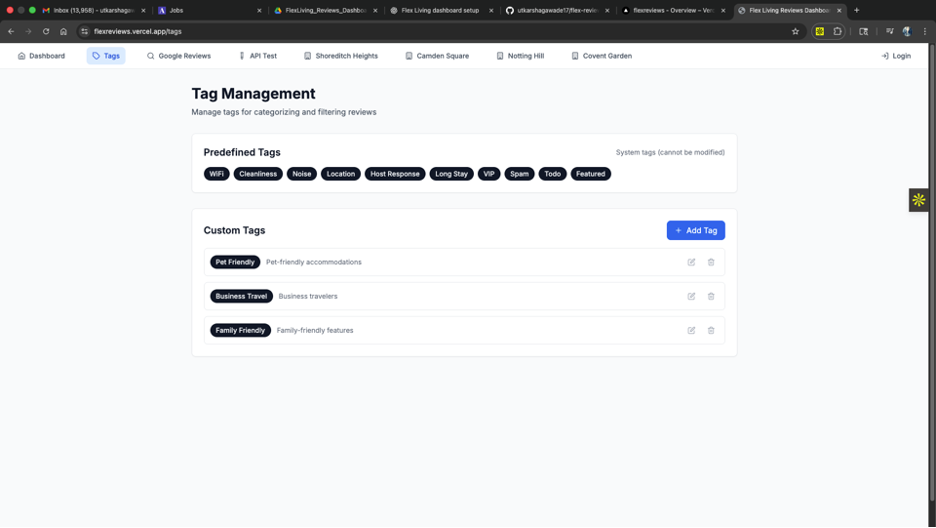 Inbox (13,958) – utkarshagaw
Jobs
FlexLiving_Reviews_Dashbo
Flex Living dashboard setup
utkarshagawade17/flex-revie
flexreviews – Overview – Ver
Flex Living Reviews Dashboa
flexreviews.vercel.app/tags
Dashboard
Tags
Google Reviews
API Test
Shoreditch Heights
Camden Square
Notting Hill
Covent Garden
Login
Tag Management
Manage tags for categorizing and filtering reviews
Predefined Tags
System tags (cannot be modified)
WiFi Cleanliness Noise Location Host Response Long Stay VIP Spam Todo Featured
Custom Tags
+ Add Tag
Pet Friendly Pet-friendly accommodations
Business Travel Business travelers
Family Friendly Family-friendly features